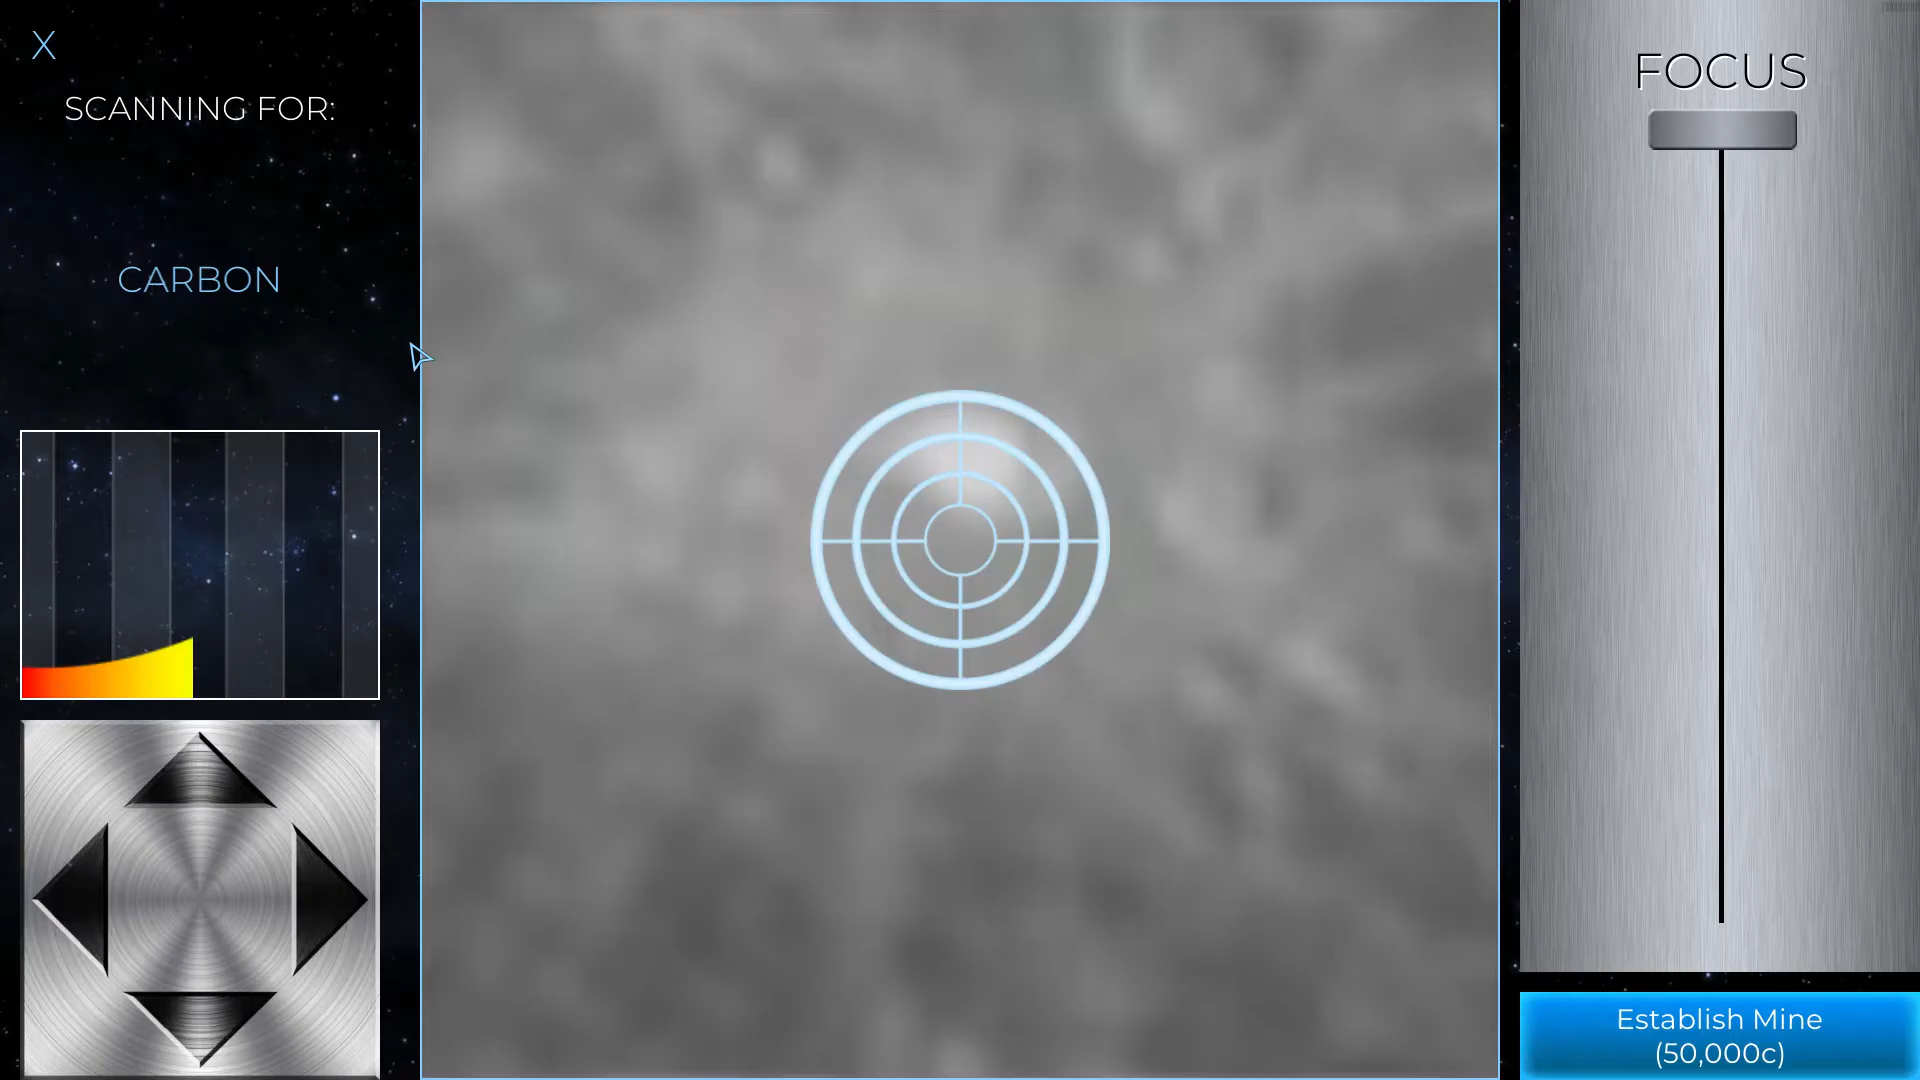 X
SCANNING FOR:
CARBON
FOCUS
Establish Mine
(50,000c)